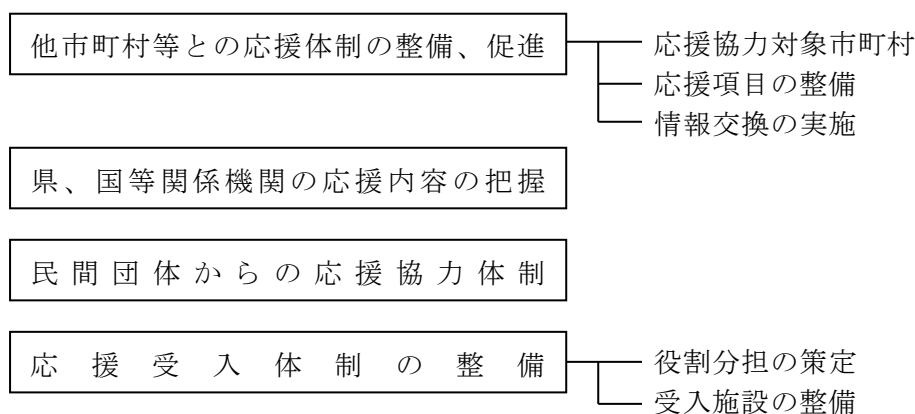 他市町村等との応援体制の整備、促進
応援協力対象市町村
応援項目の整備
情報交換の実施
県、国等関係機関の応援内容の把握
民間団体からの応援協力体制
応援受入体制の整備
役割分担の策定
受入施設の整備